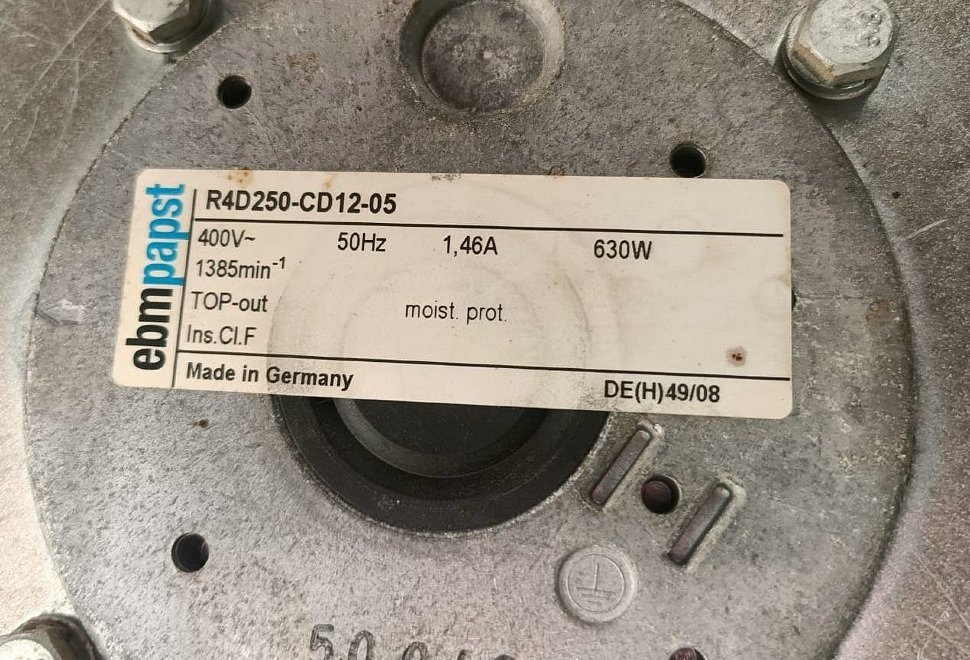 ebmpapst
R4D250-CD12-05
400V~ 50Hz 1,46A 630W
1385min⁻¹
TOP-out moist. prot.
Ins.Cl.F
Made in Germany DE(H)49/08